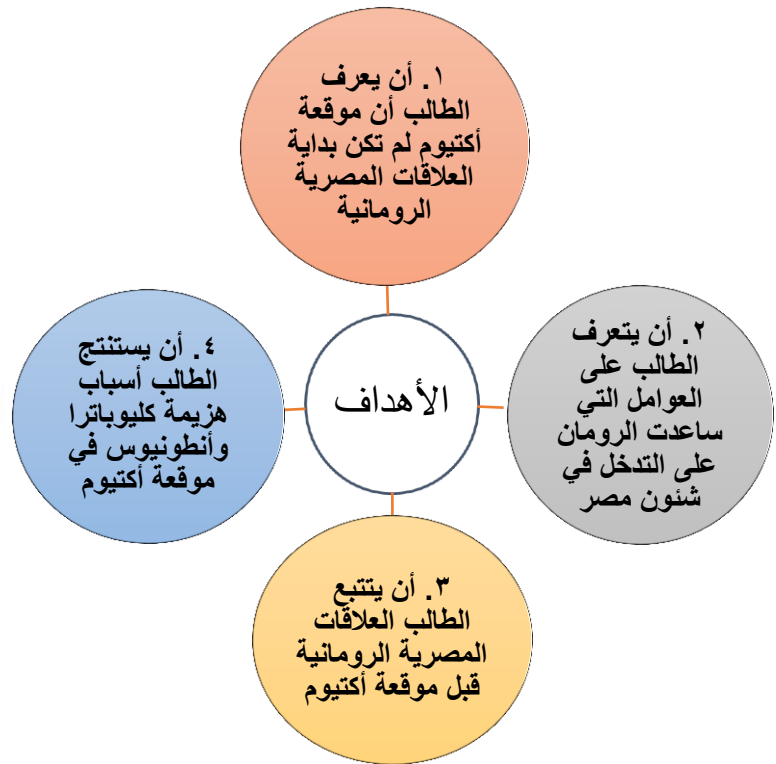 الأهداف
١. أن يعرف
الطالب أن موقعة
أكتيوم لم تكن بداية
العلاقات المصرية
الرومانية
٢. أن يتعرف
الطالب على
العوامل التي
ساعدت الرومان
على التدخل في
شئون مصر
٣. أن يتتبع
الطالب العلاقات
المصرية الرومانية
قبل موقعة أكتيوم
٤. أن يستنتج
الطالب أسباب
هزيمة كليوباترا
وأنطونيوس في
موقعة أكتيوم